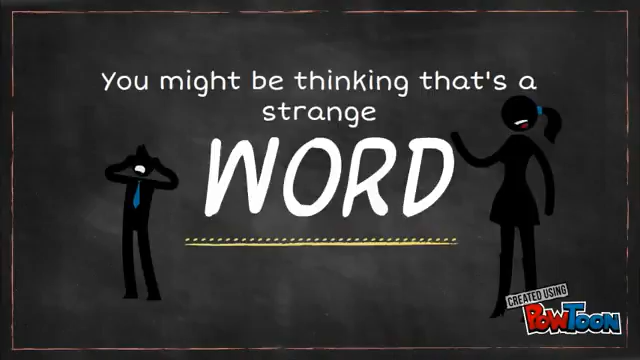 You might be thinking that's a
strange
WORD
CREATED USING
POWTOON